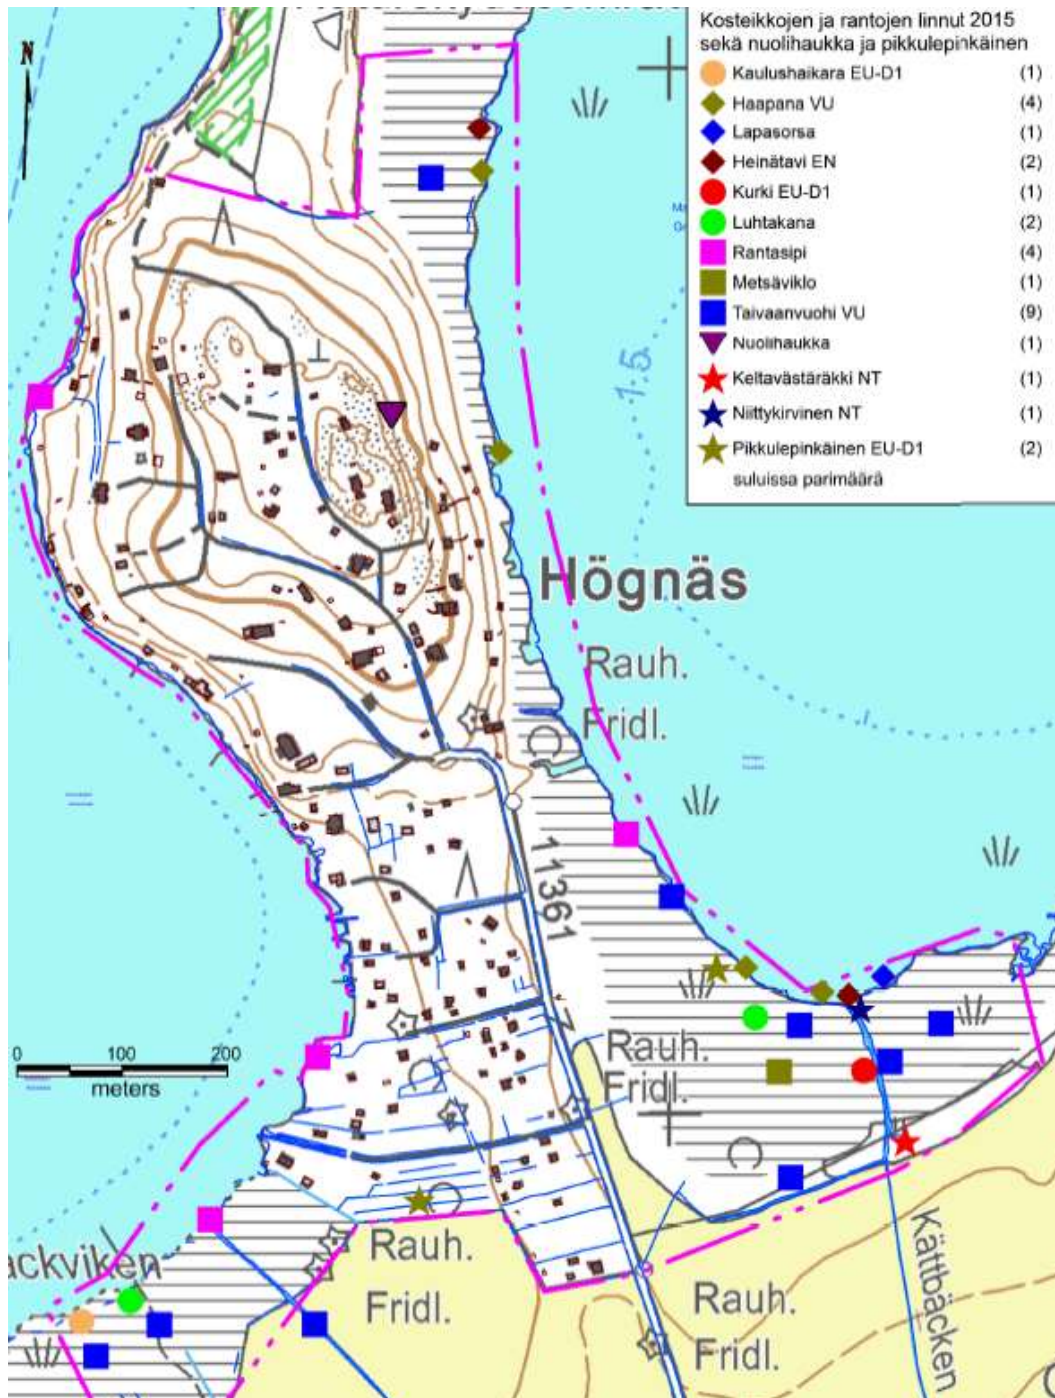 Kosteikkojen ja rantojen linnut 2015
sekä nuolihaukka ja pikkulepinkäinen
Kaulushaikara EU-D1 (1)
Haapana VU (4)
Lapasorsa (1)
Heinätavi EN (2)
Kurki EU-D1 (1)
Luhtakana (2)
Rantasipi (4)
Metsäviklo (1)
Taivaanvuohi VU (9)
Nuolihaukka (1)
Keltavästäräkki NT (1)
Niittykirvinen NT (1)
Pikkulepinkäinen EU-D1 (2)
suluissa parimäärä
N
1.5
Högnäs
Rauh.
Fridl.
11361
0 100 200
meters
Rauh.
Fridl.
ackviken
Rauh.
Fridl.
Rauh.
Fridl.
Kättbäcken